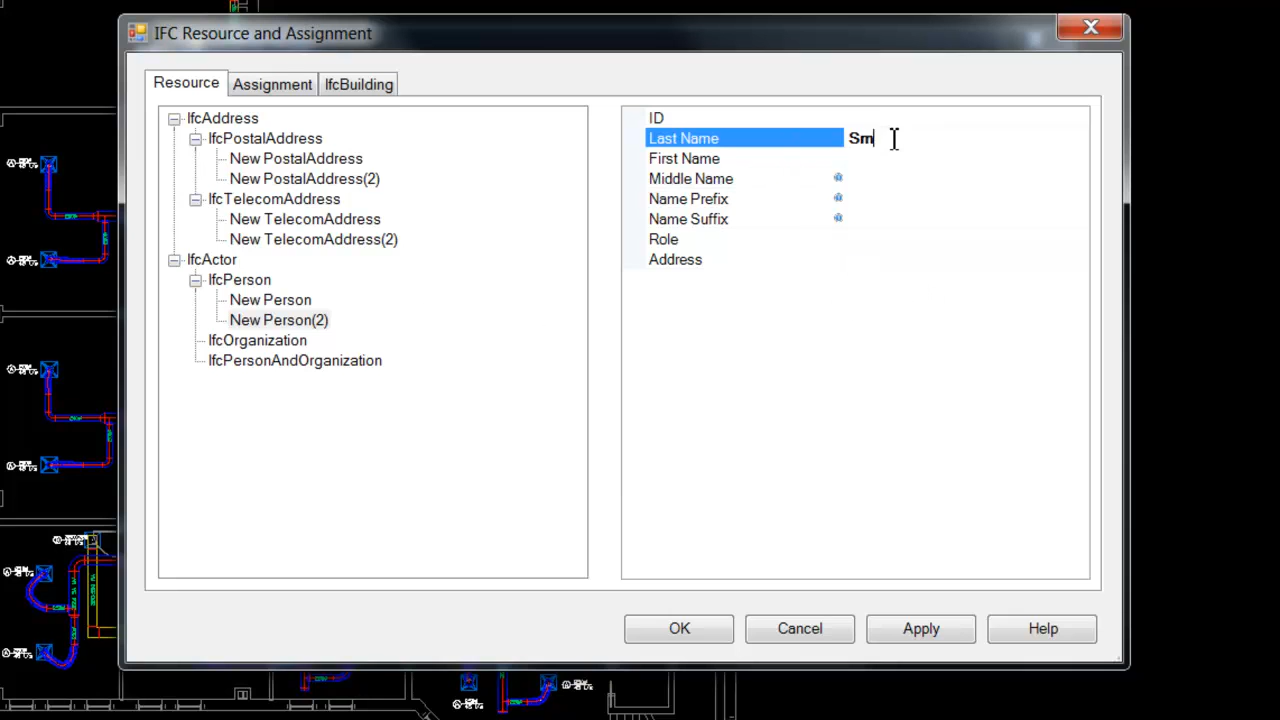 IFC Resource and Assignment
Resource
Assignment
IfcBuilding
IfcAddress
IfcPostalAddress
New PostalAddress
New PostalAddress(2)
IfcTelecomAddress
New TelecomAddress
New TelecomAddress(2)
IfcActor
IfcPerson
New Person
New Person(2)
IfcOrganization
IfcPersonAndOrganization
ID
Last Name Sm
First Name
Middle Name
Name Prefix
Name Suffix
Role
Address
OK
Cancel
Apply
Help